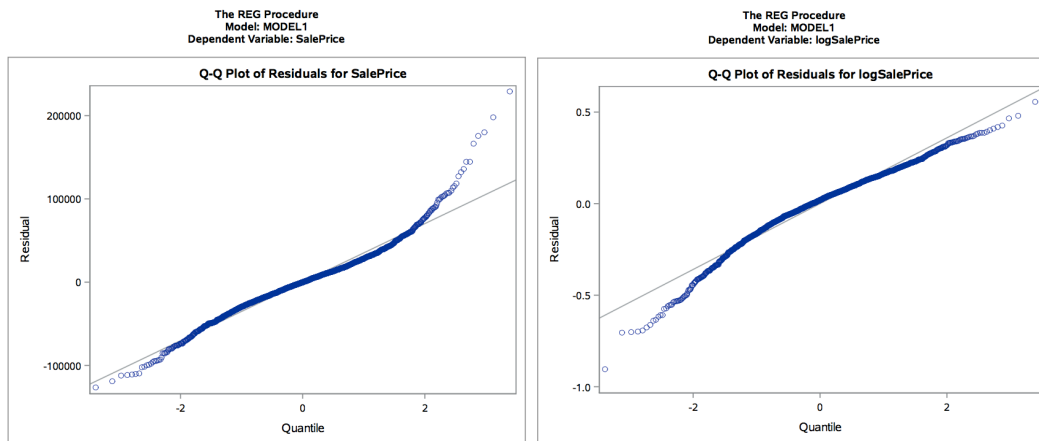 The REG Procedure
Model: MODEL1
Dependent Variable: SalePrice
Q-Q Plot of Residuals for SalePrice
200000
100000
0
-100000
Residual
-2
0
2
Quantile
The REG Procedure
Model: MODEL1
Dependent Variable: logSalePrice
Q-Q Plot of Residuals for logSalePrice
0.5
0.0
-0.5
-1.0
Residual
-2
0
2
Quantile